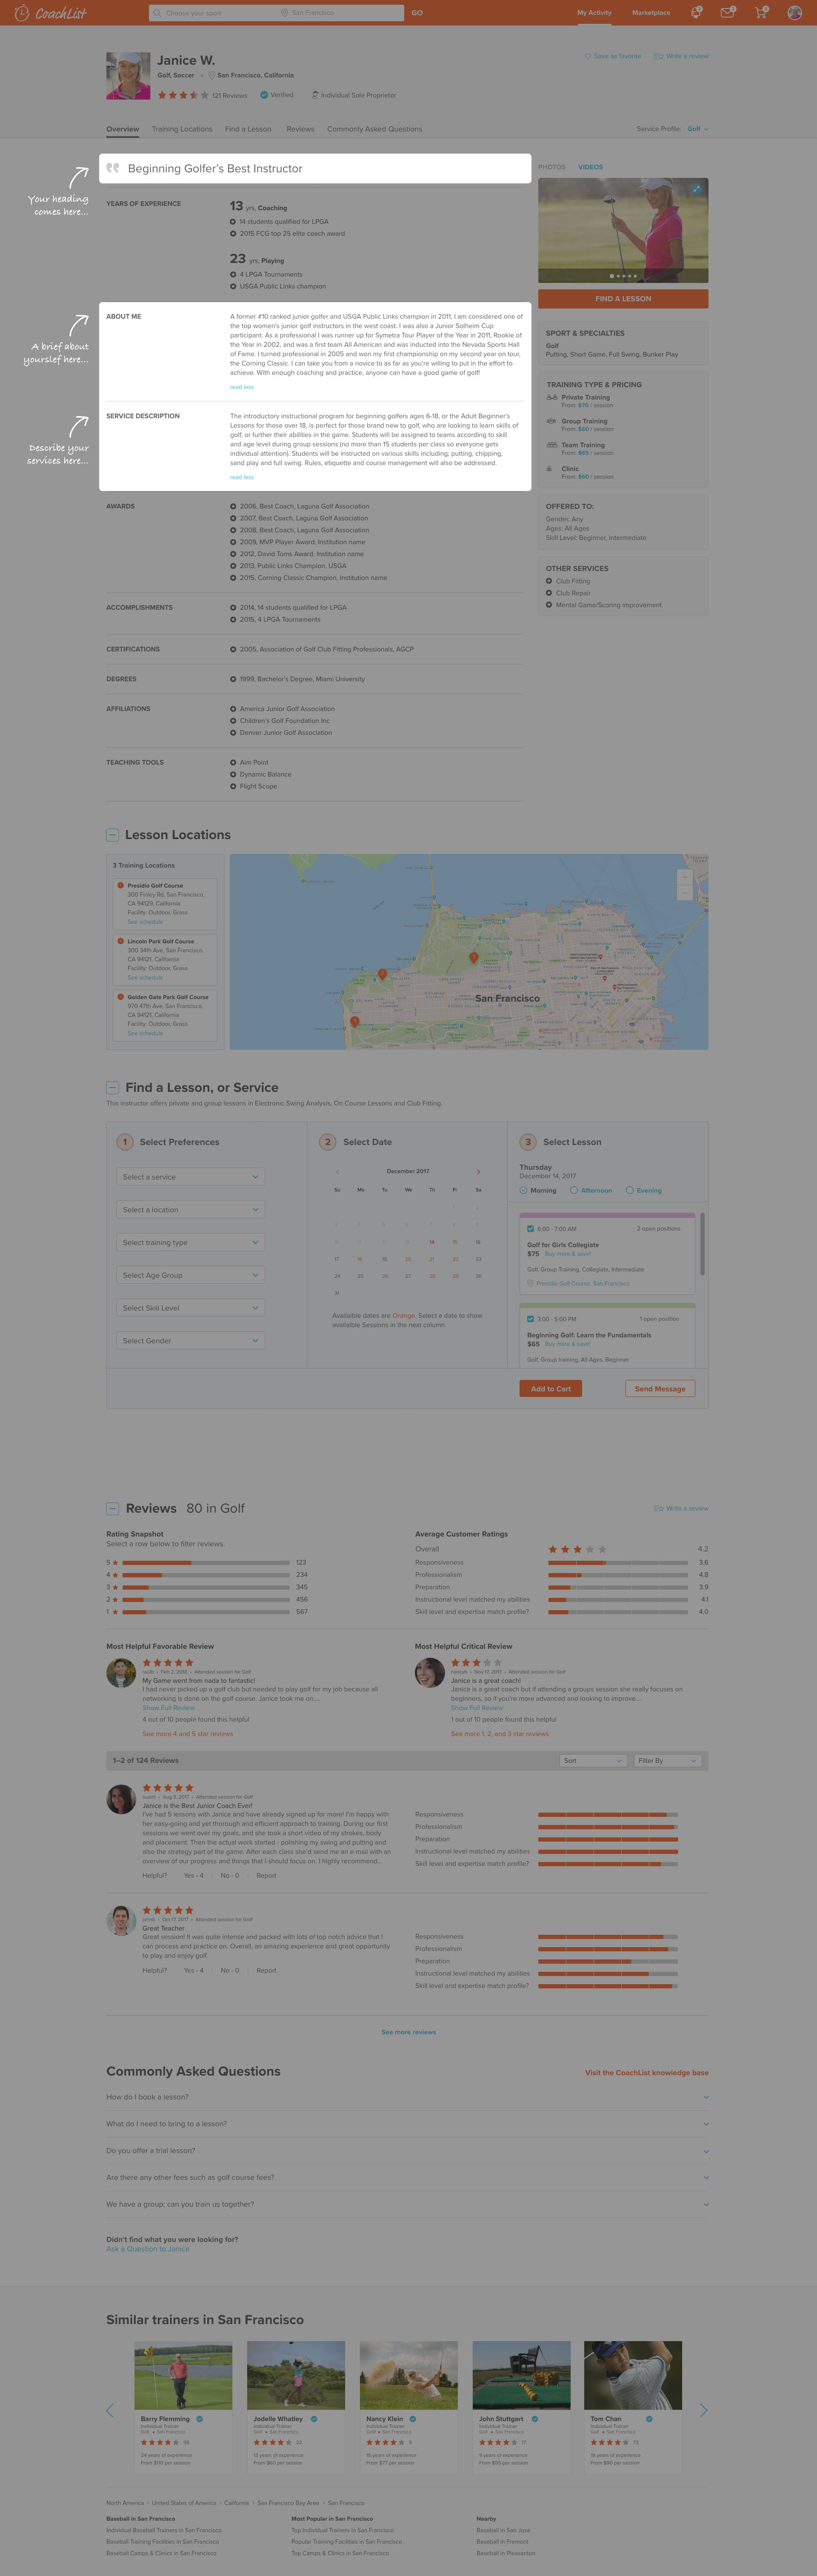 CoachList
Choose your sport
San Francisco
GO
My Activity
Marketplace
Janice W.
Golf, Soccer • San Francisco, California
121 Reviews
Verified
Individual Sole Proprietor
Save as favorite
Write a review
Overview
Training Locations
Find a Lesson
Reviews
Commonly Asked Questions
Service Profile: Golf
Your heading
comes here...
Beginning Golfer's Best Instructor
PHOTOS
VIDEOS
YEARS OF EXPERIENCE
13 yrs, Coaching
14 students qualified for LPGA
2015 FCG top 25 elite coach award
23 yrs, Playing
4 LPGA Tournaments
USGA Public Links champion
FIND A LESSON
A brief about
yourslef here...
ABOUT ME
A former #10 ranked junior golfer and USGA Public Links champion in 2011, I am considered one of
the top women's junior golf instructors in the west coast. I was also a Junior Solheim Cup
participant. As a professional I was runner up for Symetra Tour Player of the Year in 2011, Rookie of
the Year in 2002, and was a first team All American and was inducted into the Nevada Sports Hall
of Fame. I turned professional in 2005 and won my first championship on my second year on tour,
the Corning Classic. I can take you from a novice to as far as you're willing to put in the effort to
achieve. With enough coaching and practice, anyone can have a good game of golf!
read less
Describe your
services here...
SERVICE DESCRIPTION
The introductory instructional program for beginning golfers ages 6-18, or the Adult Beginner's
Lessons for those over 18, is perfect for those brand new to golf, who are looking to learn skills of
golf, or further their abilities in the game. Students will be assigned to teams according to skill
and age level during group sessions (no more than 15 students per class so everyone gets
individual attention). Students will be instructed on various skills including; putting, chipping,
sand play and full swing. Rules, etiquette and course management will also be addressed.
read less
SPORT & SPECIALTIES
Golf
Putting, Short Game, Full Swing, Bunker Play
TRAINING TYPE & PRICING
Private Training
From: $70 / session
Group Training
From: $60 / session
Team Training
From: $60 / session
Clinic
From: $60 / session
OFFERED TO:
Gender: Any
Ages: All Ages
Skill Level: Beginner, Intermediate
OTHER SERVICES
Club Fitting
Club Repair
Mental Game/Scoring improvement
AWARDS
2006, Best Coach, Laguna Golf Association
2007, Best Coach, Laguna Golf Association
2008, Best Coach, Laguna Golf Association
2009, MVP Player Award, Institution name
2012, David Toms Award, Institution name
2013, Public Links Champion, USGA
2015, Corning Classic Champion, Institution name
ACCOMPLISHMENTS
2014, 14 students qualified for LPGA
2015, 4 LPGA Tournaments
CERTIFICATIONS
2005, Association of Golf Club Fitting Professionals, AGCP
DEGREES
1999, Bachelor's Degree, Miami University
AFFILIATIONS
America Junior Golf Association
Children's Golf Foundation Inc
Denver Junior Golf Association
TEACHING TOOLS
Aim Point
Dynamic Balance
Flight Scope
Lesson Locations
3 Training Locations
Presidio Golf Course
300 Finley Rd, San Francisco,
CA 94129, California
Facility: Outdoor, Grass
See schedule
Lincoln Park Golf Course
300 34th Ave, San Francisco,
CA 94121, California
Facility: Outdoor, Grass
See schedule
Golden Gate Park Golf Course
970 47th Ave, San Francisco,
CA 94121, California
Facility: Outdoor, Grass
See schedule
San Francisco
Find a Lesson, or Service
This instructor offers private and group lessons in Electronic Swing Analysis, On Course Lessons and Club Fitting.
1 Select Preferences
Select a service
Select a location
Select training type
Select Age Group
Select Skill Level
Select Gender
2 Select Date
December 2017
Su Mo Tu We Th Fr Sa
14 15 16
17 18 19 20 21 22 23
24 25 26 27 28 29 30
31
Available dates are Orange, Select a date to show
available Sessions in the next column
3 Select Lesson
Thursday
December 14, 2017
Morning
Afternoon
Evening
6:00 - 7:00 AM
2 open positions
Golf for Girls Collegiate
$75 Buy more & save!
Golf, Group Training, Collegiate, Intermediate
Presidio Golf Course, San Francisco
3:00 - 5:00 PM
1 open position
Beginning Golf: Learn the Fundamentals
$65 Buy more & save!
Golf, Group training, All Ages, Beginner
Add to Cart
Send Message
Reviews 80 in Golf
Write a review
Rating Snapshot
Select a row below to filter reviews.
5 123
4 234
3 345
2 456
1 567
Average Customer Ratings
Overall 4.2
Responsiveness 3.6
Professionalism 4.8
Preparation 3.9
Instructional level matched my abilities 4.1
Skill level and expertise match profile? 4.0
Most Helpful Favorable Review
Feb 2, 2018 • Attended session for Golf
My Game went from nada to fantastic!
I had never picked up a golf club but needed to play golf for my job because all
networking is done on the golf course. Janice took me on....
Show Full Review
4 out of 10 people found this helpful
See more 4 and 5 star reviews
Most Helpful Critical Review
nancyb • Nov 17, 2017 • Attended session for Golf
Janice is a great coach!
Janice is a great coach but if attending a groups session she really focuses on
beginners, so if you're more advanced and looking to improve....
Show Full Review
1 out of 10 people found this helpful
See more 1, 2, and 3 star reviews
1–2 of 124 Reviews
Sort
Filter By
Aug 3, 2017 • Attended session for Golf
Janice is the Best Junior Coach Ever!
I've had 5 lessons with Janice and have already signed up for more! I'm happy with
her easy-going yet thorough and efficient approach to training. During our first
sessions we went over my goals, and she took a short video of my strokes, body
and placement. Then the actual work started - polishing my swing and putting and
also the strategy part of the game. After each class she'd send me an e-mail with an
overview of our progress and things that I should focus on. I highly recommend...
Helpful? Yes - 4 | No - 0 | Report
Responsiveness
Professionalism
Preparation
Instructional level matched my abilities
Skill level and expertise match profile?
Oct 17, 2017 • Attended session for Golf
Great Teacher
Great session! It was quite intense and packed with lots of top notch advice that I
can process and practice on. Overall, an amazing experience and great opportunity
to play and enjoy golf.
Helpful? Yes - 4 | No - 0 | Report
Responsiveness
Professionalism
Preparation
Instructional level matched my abilities
Skill level and expertise match profile?
See more reviews
Commonly Asked Questions
Visit the CoachList knowledge base
How do I book a lesson?
What do I need to bring to a lesson?
Do you offer a trial lesson?
Are there any other fees such as golf course fees?
We have a group; can you train us together?
Didn't find what you were looking for?
Ask a Question to Janice
Similar trainers in San Francisco
Barry Flemming
Individual Trainer
Golf • San Francisco
98
24 years of experience
From $110 per session
Jodelle Whatley
Individual Trainer
Golf • San Francisco
22
13 years of experience
From $60 per session
Nancy Klein
Individual Trainer
Golf • San Francisco
5
15 years of experience
From $77 per session
John Stuttgart
Individual Trainer
Golf • San Francisco
17
9 years of experience
From $55 per session
Tom Chan
Individual Trainer
Golf • San Francisco
73
19 years of experience
From $90 per session
North America • United States of America • California • San Francisco Bay Area • San Francisco
Baseball in San Francisco
Individual Baseball Trainers in San Francisco
Baseball Training Facilities in San Francisco
Baseball Camps & Clinics in San Francisco
Most Popular in San Francisco
Top Individual Trainers in San Francisco
Popular Training Facilities in San Francisco
Top Camps & Clinics in San Francisco
Nearby
Baseball in San Jose
Baseball in Fremont
Baseball in Pleasanton